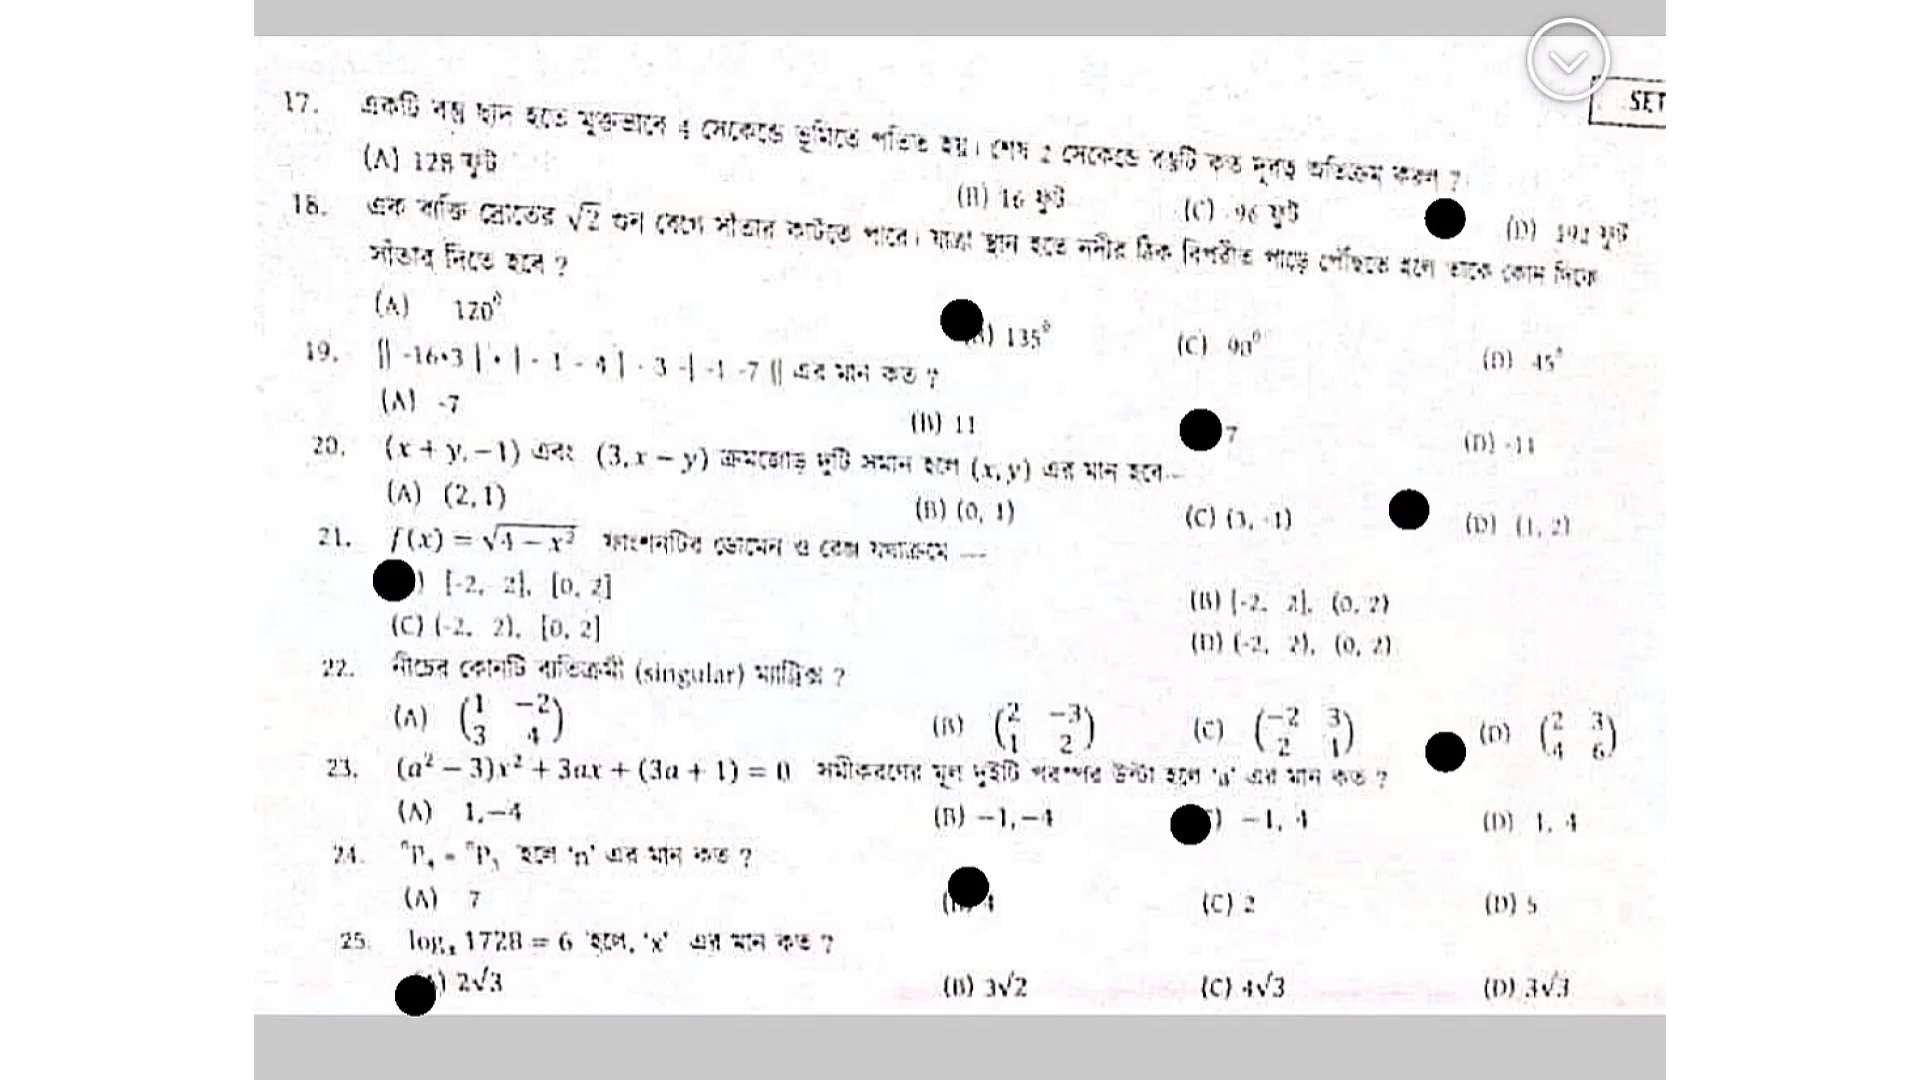 SET
17. একটি বস্তু স্থান হতে মুক্তভাবে 4 সেকেন্ডে ভূমিতে পতিত হয়। শেষ 2 সেকেন্ডে বস্তুটি কত দূরত্ব অতিক্রম করল ?
(A) 128 ফুট (B) 16 ফুট (C) 96 ফুট (D) 192 ফুট
18. এক ব্যক্তি স্রোতের √2 গুন বেগে সাঁতার কাটতে পারে। যাত্রা স্থান হতে নদীর ঠিক বিপরীত পাড়ে পৌঁছতে হলে তাকে কোন দিকে
সাঁতার দিতে হবে ?
(A) 120° ) 135° (C) 90° (D) 45°
19. এর মান কত ?
(A) -7 (B) 11 7 (D) -11
20. (x + y, −1) এবং (3, x − y) ক্রমজোড় দুটি সমান হলে (x, y) এর মান হবে--
(A) (2, 1) (B) (0, 1) (C) (3, -1) (D) (1, 2)
21. f(x) = √4 − x² ফাংশনটির ডোমেন ও রেঞ্জ যথাক্রমে —
) [-2, 2], [0, 2] (B) [-2, 2], (0, 2)
(C) (-2, 2), [0, 2] (D) (-2, 2), (0, 2)
22. নীচের কোনটি ব্যতিক্রমী (singular) ম্যাট্রিক্স ?
(A) (1 −2 3 4) (B) (2 −3 1 2) (C) (−2 3 2 1) (D) (2 3 4 6)
23. (a² − 3)x² + 3ax + (3a + 1) = 0 সমীকরণের মূল দুইটি পরস্পর উল্টা হলে 'a' এর মান কত ?
(A) 1, −4 (B) −1, −4 ) −1, 4 (D) 1, 4
24. ⁿP₄ = ⁿP₃ হলে 'n' এর মান কত ?
(A) 7 4 (C) 2 (D) 5
25. logₓ 1728 = 6 হলে, 'x' এর মান কত ?
) 2√3 (B) 3√2 (C) 4√3 (D) 3√3